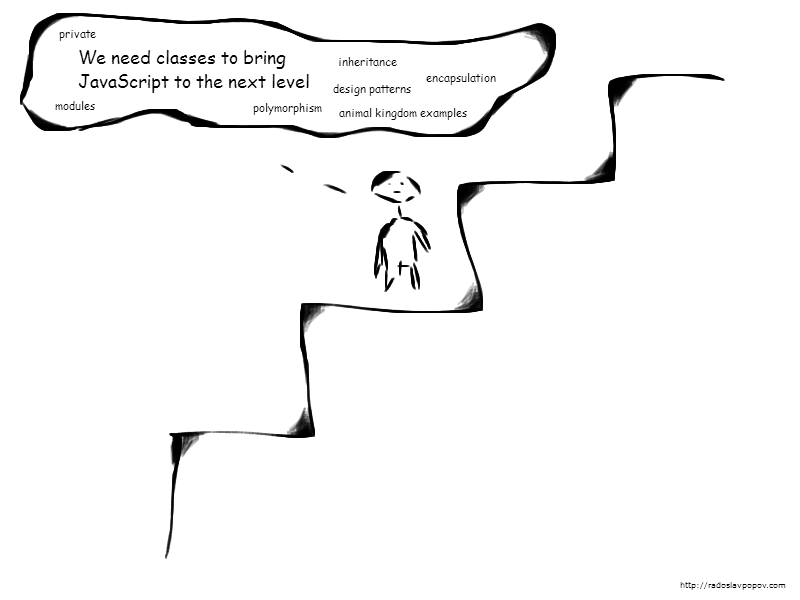 private
We need classes to bring
JavaScript to the next level
inheritance
encapsulation
design patterns
modules
polymorphism
animal kingdom examples
http://radoslavpopov.com